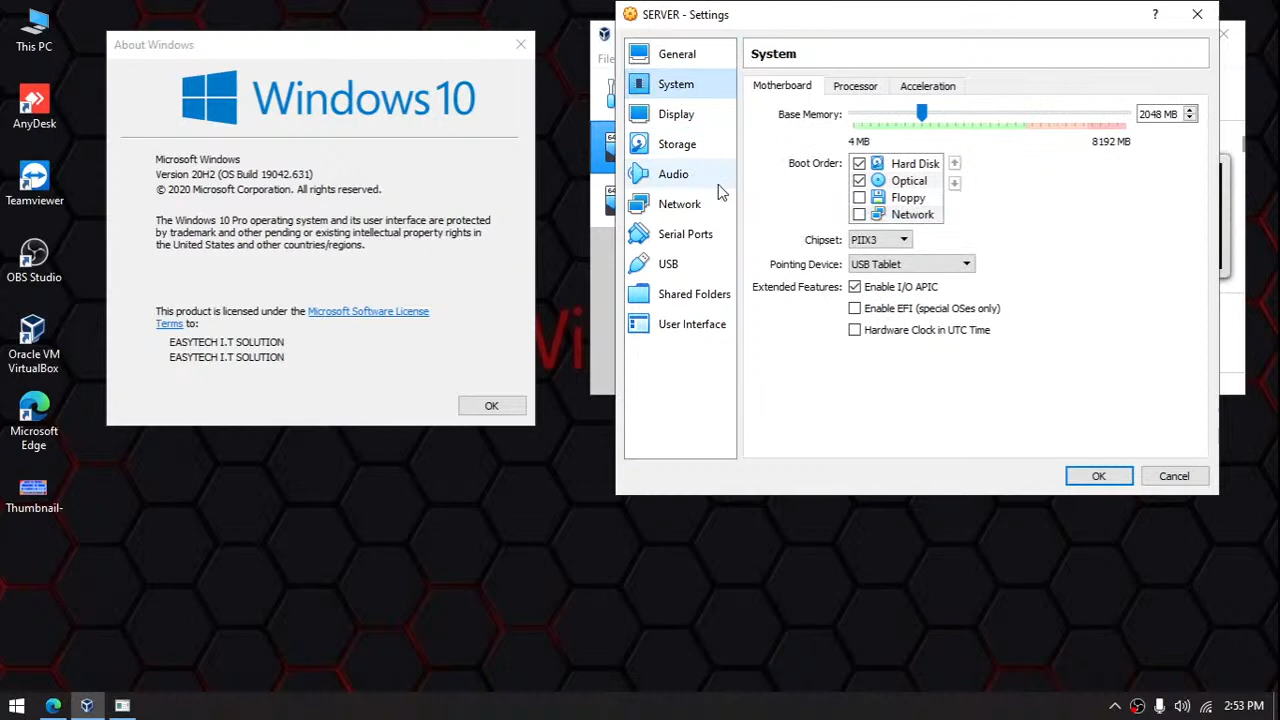 This PC
AnyDesk
Teamviewer
OBS Studio
Oracle VM
VirtualBox
Microsoft
Edge
Thumbnail-
About Windows
Windows 10
Microsoft Windows
Version 20H2 (OS Build 19042.631)
© 2020 Microsoft Corporation. All rights reserved.
The Windows 10 Pro operating system and its user interface are protected
by trademark and other pending or existing intellectual property rights in
the United States and other countries/regions.
This product is licensed under the Microsoft Software License
Terms to:
EASYTECH I.T SOLUTION
EASYTECH I.T SOLUTION
OK
File
Wi
SERVER - Settings
?
General
System
Display
Storage
Audio
Network
Serial Ports
USB
Shared Folders
User Interface
System
Motherboard Processor Acceleration
Base Memory: 2048 MB
4 MB 8192 MB
Boot Order: Hard Disk
Optical
Floppy
Network
Chipset: PIIX3
Pointing Device: USB Tablet
Extended Features: Enable I/O APIC
Enable EFI (special OSes only)
Hardware Clock in UTC Time
OK Cancel
2:53 PM